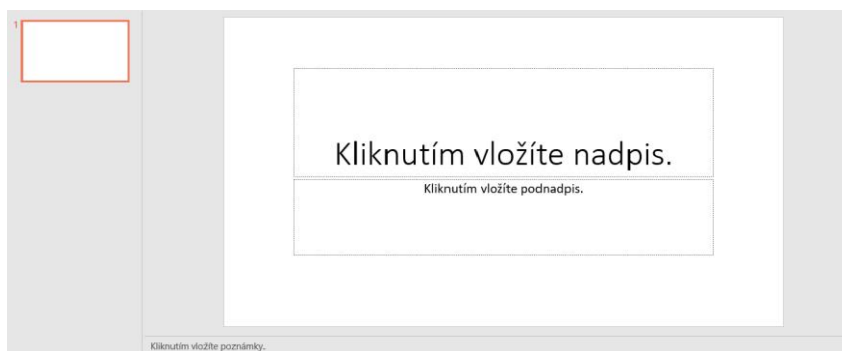 1
Kliknutím vložíte nadpis.
Kliknutím vložíte podnadpis.
Kliknutím vložíte poznámky.